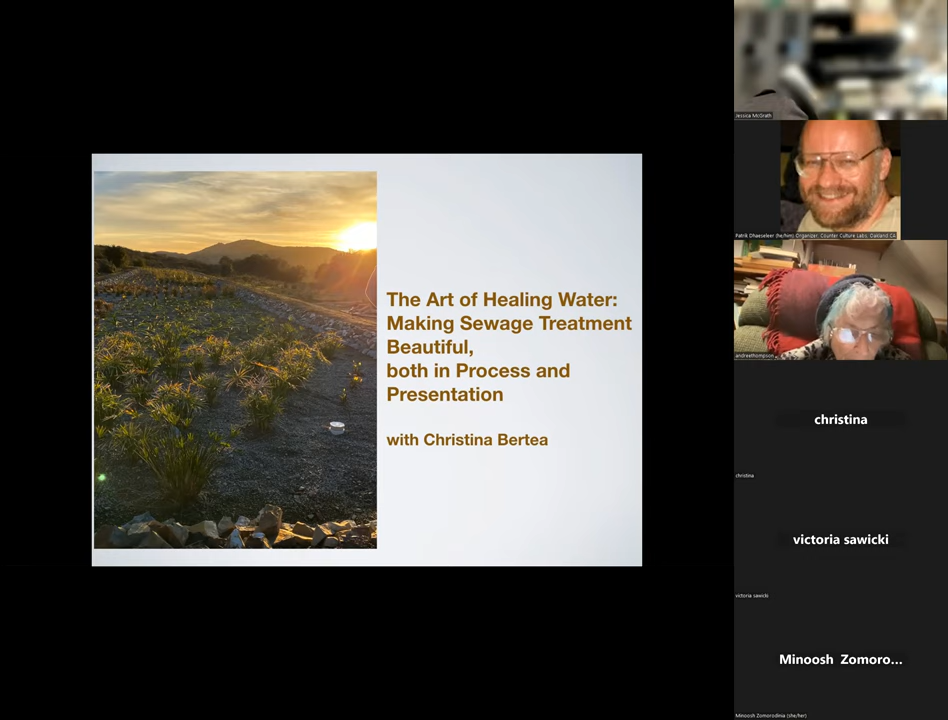 The Art of Healing Water:
Making Sewage Treatment
Beautiful,
both in Process and
Presentation
with Christina Bertea
Jessica McGrath
Patrik Dhaeseleer (he/him) Organizer, Counter Culture Labs, Oakland CA
andreethompson
christina
christina
victoria sawicki
victoria sawicki
Minoosh Zomoro...
Minoosh Zomorodinia (she/her)